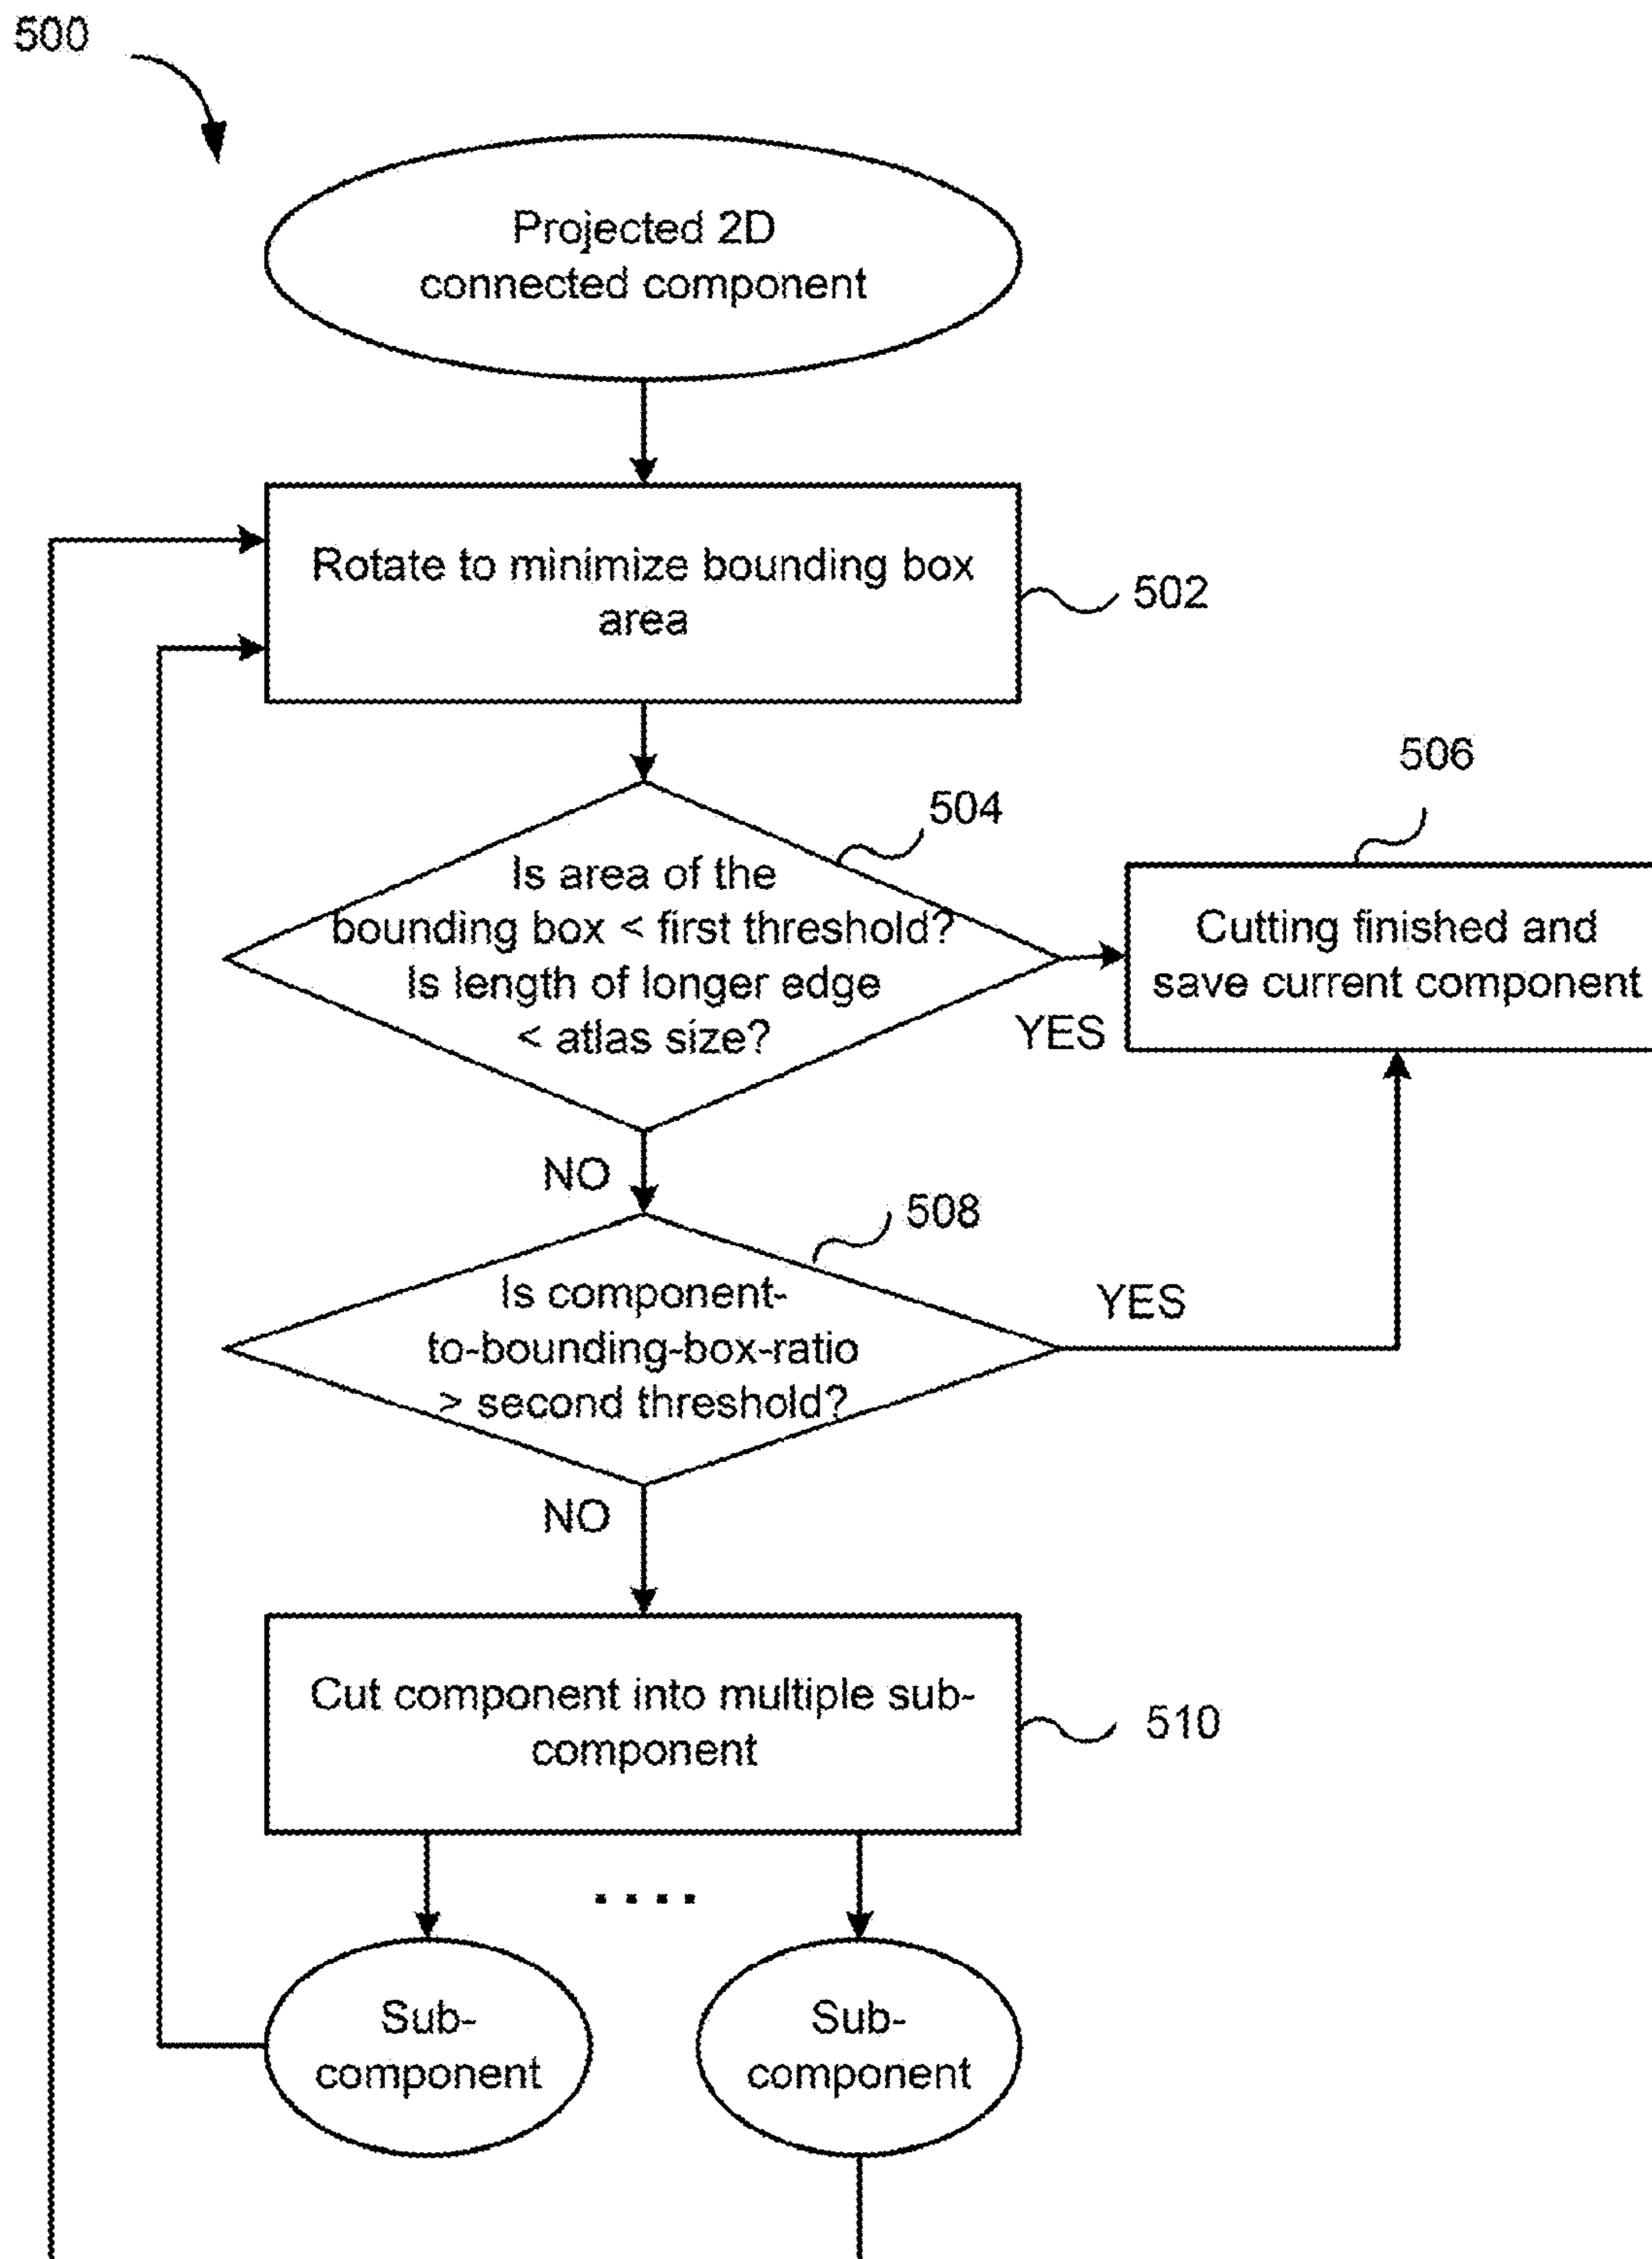 500
Projected 2D
connected component
Rotate to minimize bounding box
area
502
504
506
Is area of the
bounding box < first threshold?
Is length of longer edge
< atlas size?
Cutting finished and
save current component
YES
NO
508
Is component-
to-bounding-box-ratio
> second threshold?
YES
NO
Cut component into multiple sub-
component
510
....
Sub-
component
Sub-
component